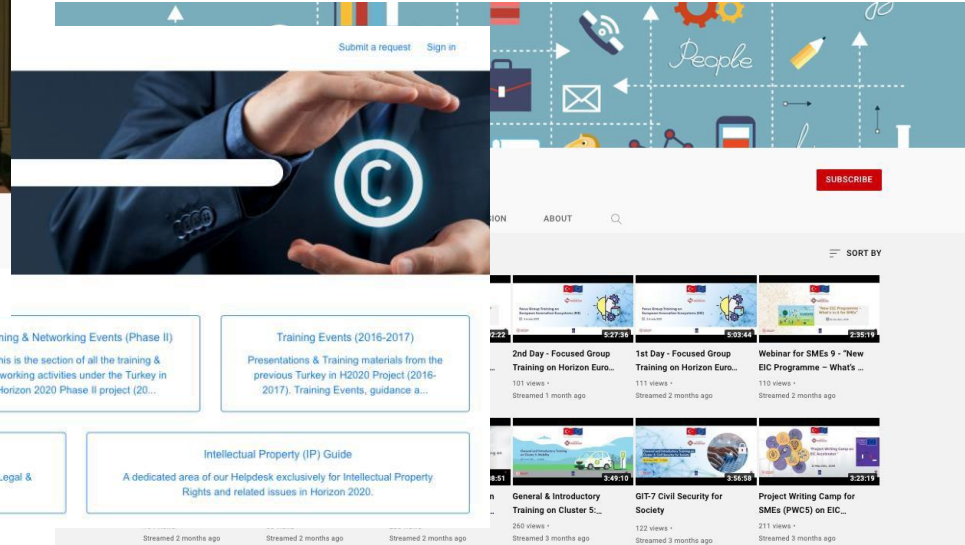 People
Submit a request Sign in
SUBSCRIBE
ABOUT
SORT BY
Training Events (2016-2017)
Presentations & Training materials from the
previous Turkey in H2020 Project (2016-
2017). Training Events, guidance a...
& Networking Events (Phase II)
is the section of all the training &
activities under the Turkey in
Horizon 2020 Phase II project (20...
Legal &
Intellectual Property (IP) Guide
A dedicated area of our Helpdesk exclusively for Intellectual Property
Rights and related issues in Horizon 2020.
5:27:36
5:03:44
2:35:19
2nd Day - Focused Group
Training on Horizon Euro...
101 views •
Streamed 1 month ago
1st Day - Focused Group
Training on Horizon Euro...
111 views •
Streamed 2 months ago
Webinar for SMEs 9 - "New
EIC Programme – What's ...
110 views •
Streamed 2 months ago
3:49:10
3:56:58
3:23:19
General & Introductory
Training on Cluster 5:...
260 views •
Streamed 3 months ago
GIT-7 Civil Security for
Society
122 views •
Streamed 3 months ago
Project Writing Camp for
SMEs (PWC5) on EIC...
211 views •
Streamed 3 months ago
Streamed 2 months ago
Streamed 2 months ago
Streamed 2 months ago